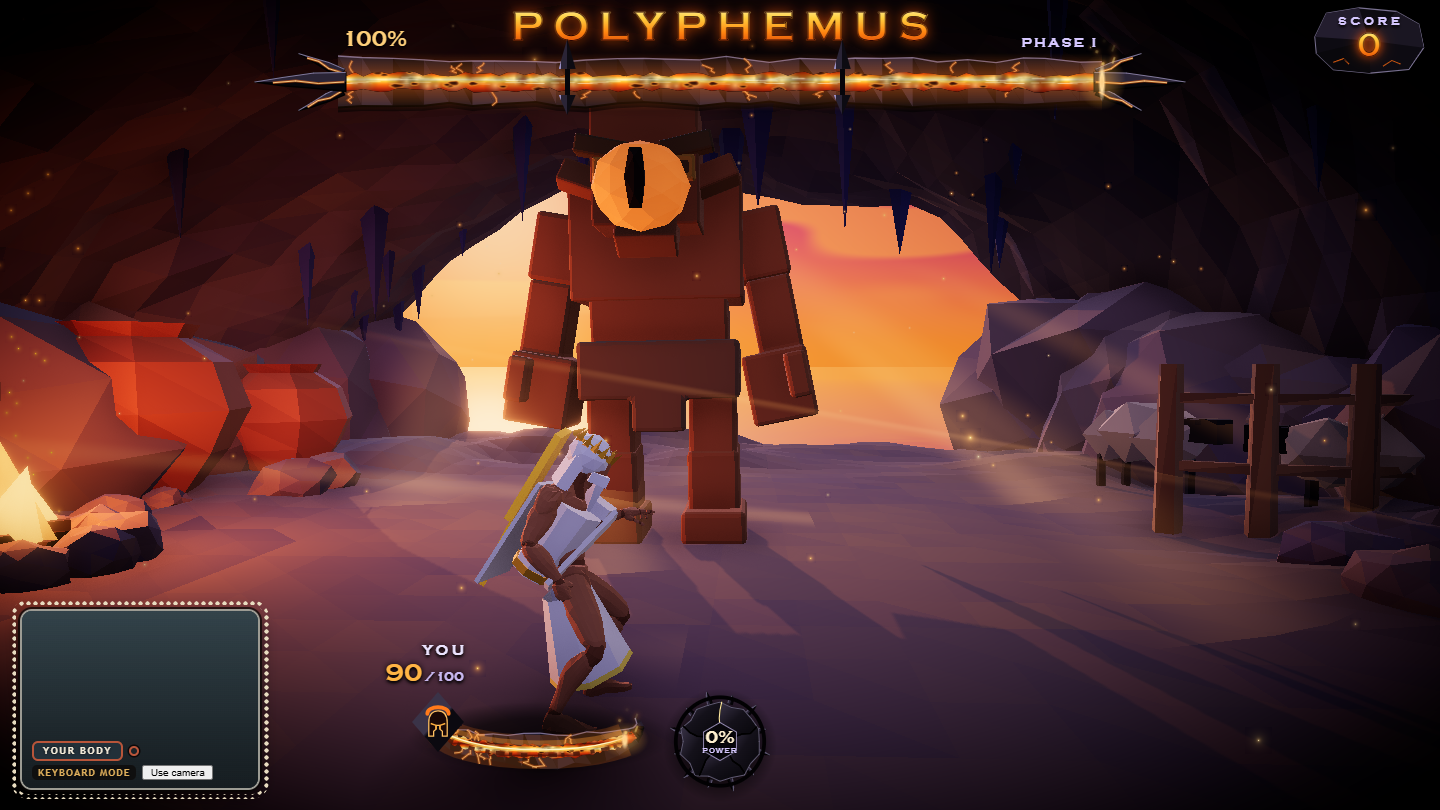 POLYPHEMUS
100%
PHASE I
SCORE
0
YOU
90/100
0%
POWER
YOUR BODY
KEYBOARD MODE
Use camera